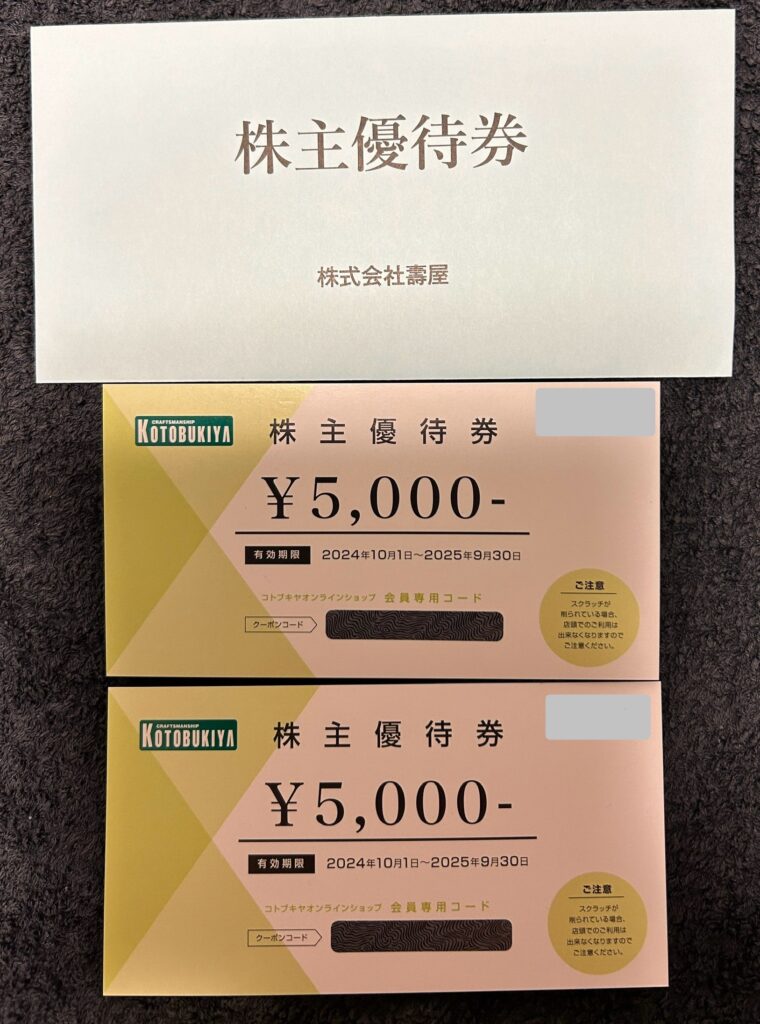 株主優待券
株式会社壽屋
CRAFTSMANSHIP
KOTOBUKIYA
株主優待券
¥5,000-
有効期限 2024年10月1日～2025年9月30日
コトブキヤオンラインショップ 会員専用コード
クーポンコード
ご注意
スクラッチが
削られている場合、
店頭でのご利用は
出来なくなりますので
ご注意ください。
CRAFTSMANSHIP
KOTOBUKIYA
株主優待券
¥5,000-
有効期限 2024年10月1日～2025年9月30日
コトブキヤオンラインショップ 会員専用コード
クーポンコード
ご注意
スクラッチが
削られている場合、
店頭でのご利用は
出来なくなりますので
ご注意ください。